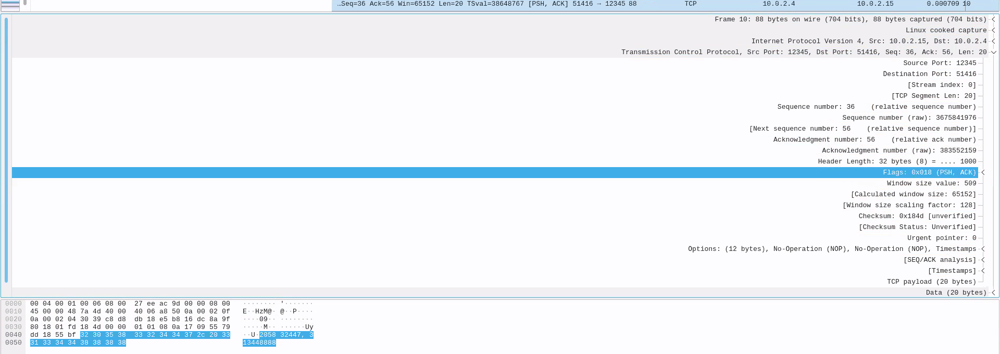 …Seq=36 Ack=56 Win=65152 Len=20 TSval=38648767 [PSH, ACK] 51416 → 12345 88 TCP 10.0.2.4 10.0.2.15 0.000709 10
Frame 10: 88 bytes on wire (704 bits), 88 bytes captured (704 bits)
Linux cooked capture
Internet Protocol Version 4, Src: 10.0.2.15, Dst: 10.0.2.4
Transmission Control Protocol, Src Port: 12345, Dst Port: 51416, Seq: 36, Ack: 56, Len: 20
Source Port: 12345
Destination Port: 51416
[Stream index: 0]
[TCP Segment Len: 20]
Sequence number: 36    (relative sequence number)
Sequence number (raw): 3675841976
[Next sequence number: 56    (relative sequence number)]
Acknowledgment number: 56    (relative ack number)
Acknowledgment number (raw): 383552159
Header Length: 32 bytes (8) = .... 1000
Flags: 0x018 (PSH, ACK)
Window size value: 509
[Calculated window size: 65152]
[Window size scaling factor: 128]
Checksum: 0x184d [unverified]
[Checksum Status: Unverified]
Urgent pointer: 0
Options: (12 bytes), No-Operation (NOP), No-Operation (NOP), Timestamps
[SEQ/ACK analysis]
[Timestamps]
TCP payload (20 bytes)
Data (20 bytes)
0000 00 04 00 01 00 06 08 00  27 ee ac 9d 00 00 08 00 ········ '·······
0010 45 00 00 48 7a 4d 40 00  40 06 a8 50 0a 00 02 0f E··HzM@· @··P····
0020 0a 00 02 04 30 39 c8 d8  db 18 e5 b8 16 dc 8a 9f ····09·· ········
0030 80 18 01 fd 18 4d 00 00  01 01 08 0a 17 09 55 79 ·····M·· ······Uy
0040 dd 18 55 bf 32 30 35 38  33 32 34 34 37 2c 20 33 ··U·2058 32447, 3
0050 31 33 34 34 38 38 38 38 13448888